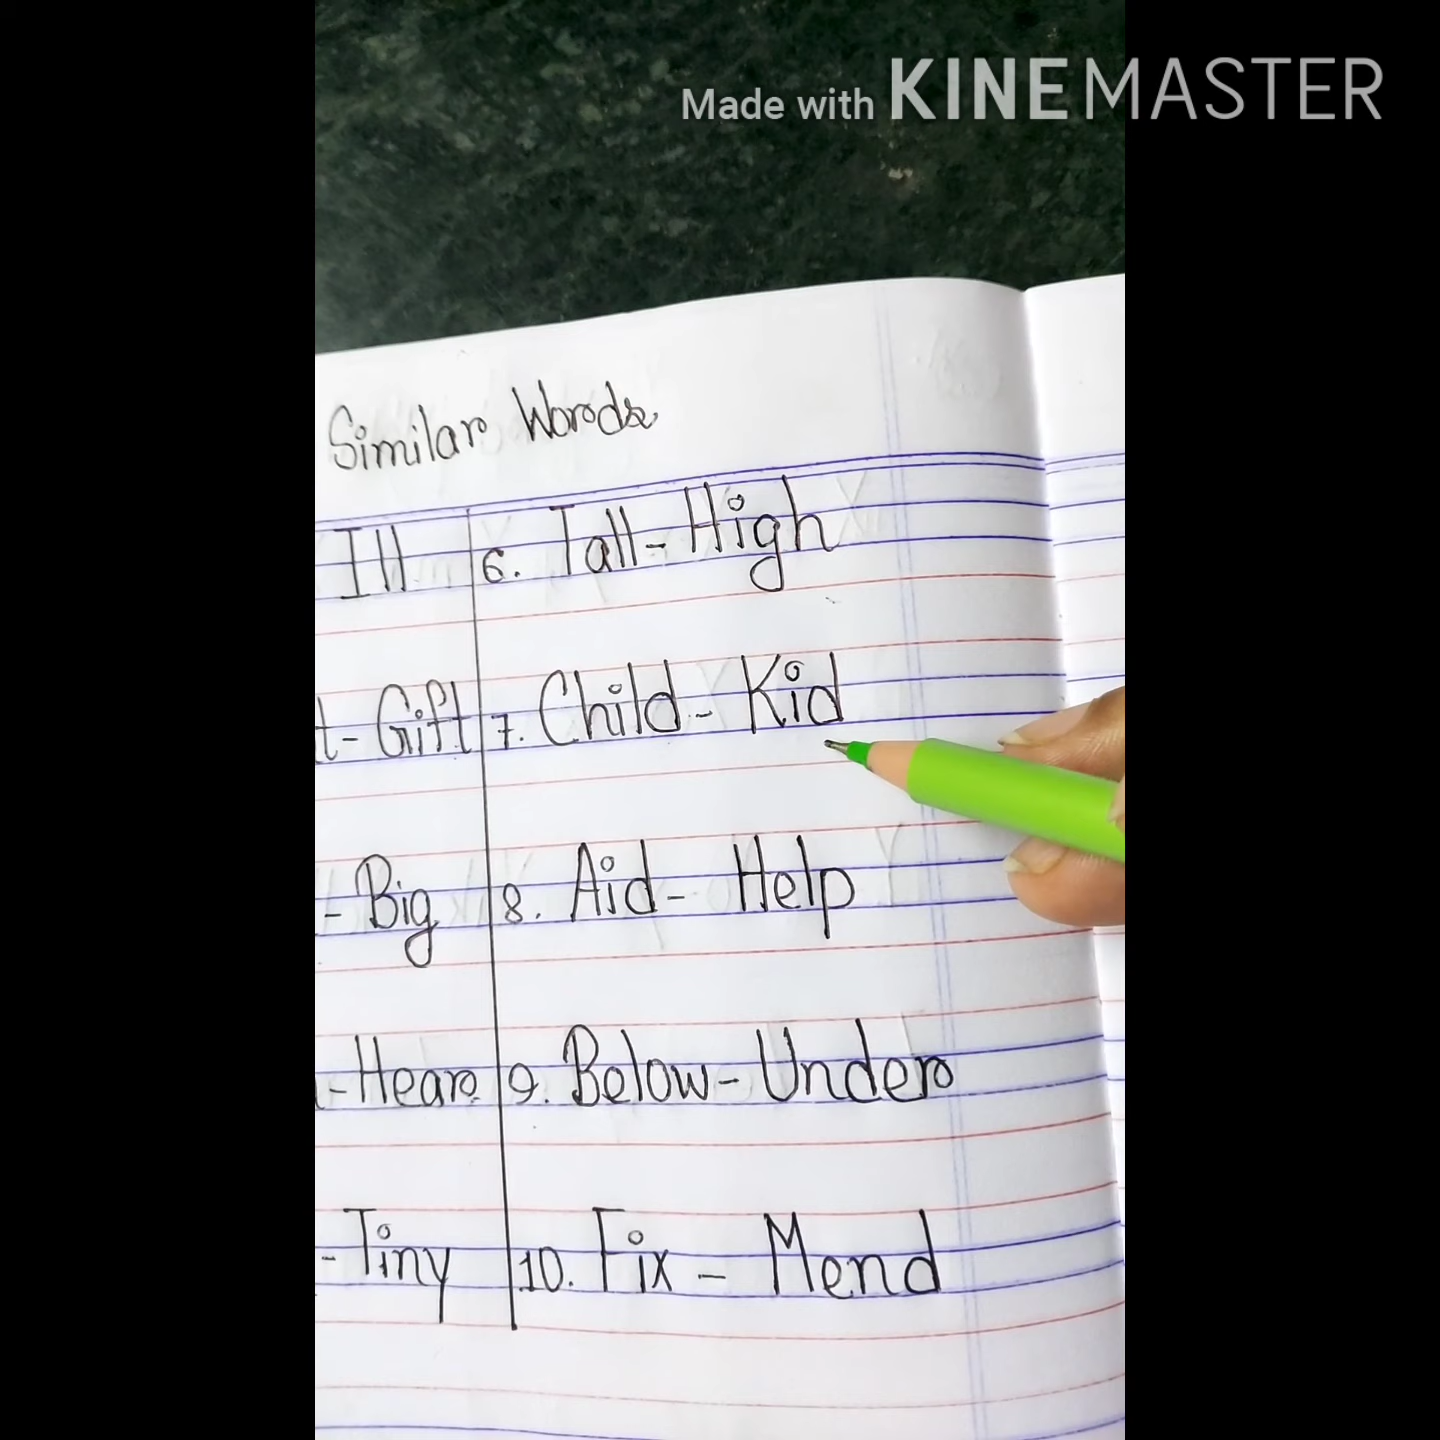 Made with KINEMASTER
Similar Words
Ill 6. Tall - High
t - Gift 7. Child - Kid
- Big 8. Aid - Help
- Hear 9. Below - Under
- Tiny 10. Fix - Mend